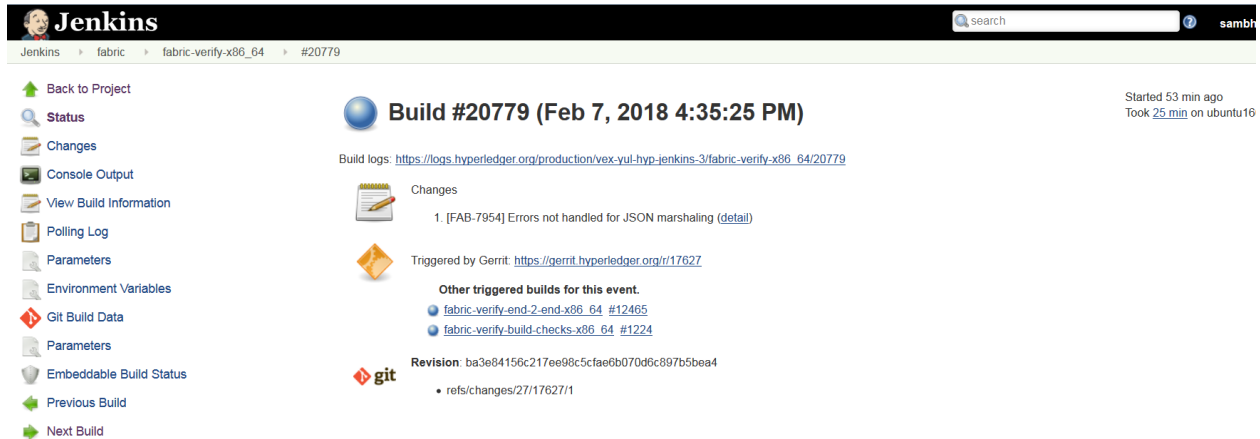 Jenkins
search
sambh
Jenkins fabric fabric-verify-x86_64 #20779
Back to Project
Status
Changes
Console Output
View Build Information
Polling Log
Parameters
Environment Variables
Git Build Data
Parameters
Embeddable Build Status
Previous Build
Next Build
Build #20779 (Feb 7, 2018 4:35:25 PM)
Started 53 min ago
Took 25 min on ubuntu16
Build logs: https://logs.hyperledger.org/production/vex-yul-hyp-jenkins-3/fabric-verify-x86_64/20779
Changes
1. [FAB-7954] Errors not handled for JSON marshaling (detail)
Triggered by Gerrit: https://gerrit.hyperledger.org/r/17627
Other triggered builds for this event.
fabric-verify-end-2-end-x86_64 #12465
fabric-verify-build-checks-x86_64 #1224
git
Revision: ba3e84156c217ee98c5cfae6b070d6c897b5bea4
• refs/changes/27/17627/1